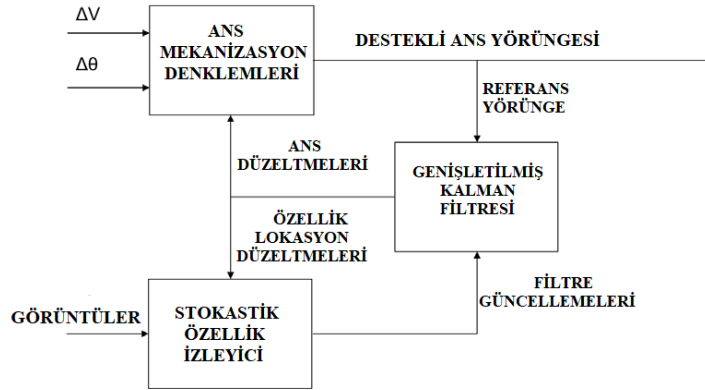 ΔV
Δθ
ANS
MEKANİZASYON
DENKLEMLERİ
DESTEKLİ ANS YÖRÜNGESİ
REFERANS
YÖRÜNGE
ANS
DÜZELTMELERİ
GENİŞLETİLMİŞ
KALMAN
FİLTRESİ
ÖZELLİK
LOKASYON
DÜZELTMELERİ
FİLTRE
GÜNCELLEMELERİ
GÖRÜNTÜLER
STOKASTİK
ÖZELLİK
İZLEYİCİ